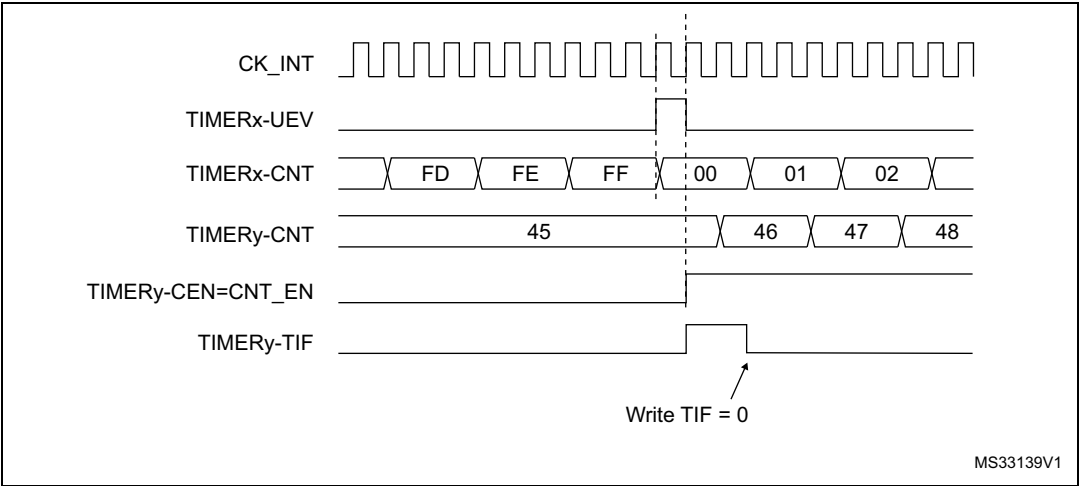 CK_INT
TIMERx-UEV
TIMERx-CNT FD FE FF 00 01 02
TIMERy-CNT 45 46 47 48
TIMERy-CEN=CNT_EN
TIMERy-TIF
Write TIF = 0
MS33139V1